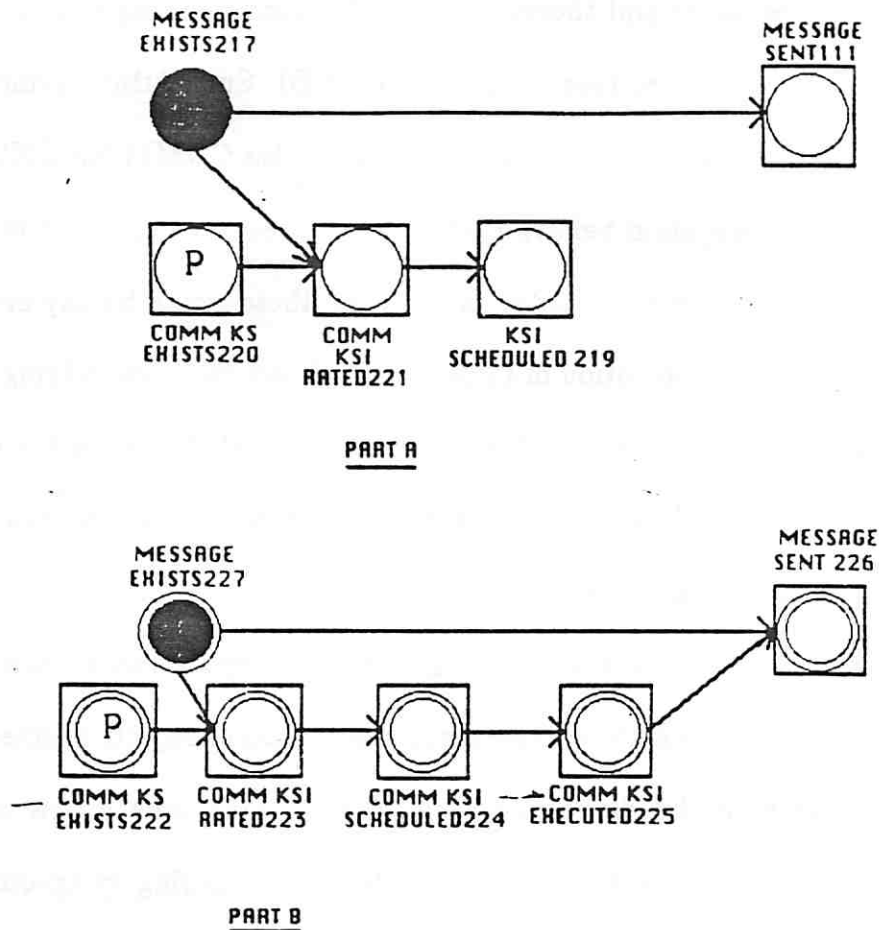 MESSAGE
EXISTS217
MESSAGE
SENT111
P
COMM KS
EXISTS220
COMM
KSI
RATED221
KSI
SCHEDULED 219
PART A
MESSAGE
EXISTS227
MESSAGE
SENT 226
P
COMM KS
EXISTS222
COMM KSI
RATED223
COMM KSI
SCHEDULED224
COMM KSI
EXECUTED225
PART B